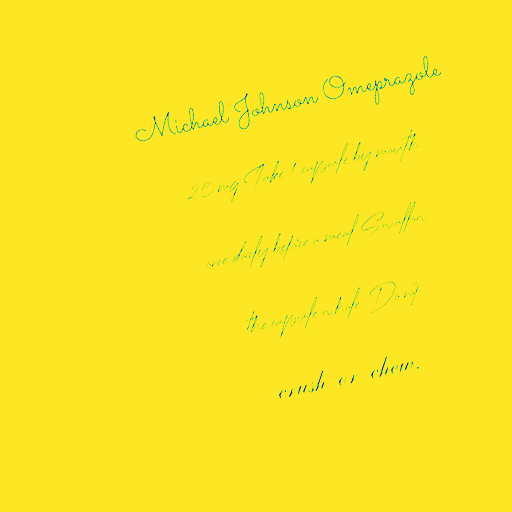 Michael Johnson Omeprazole
20 mg Take 1 capsule by mouth
once daily before a meal Swallow
the capsule whole Do not
crush or chew.